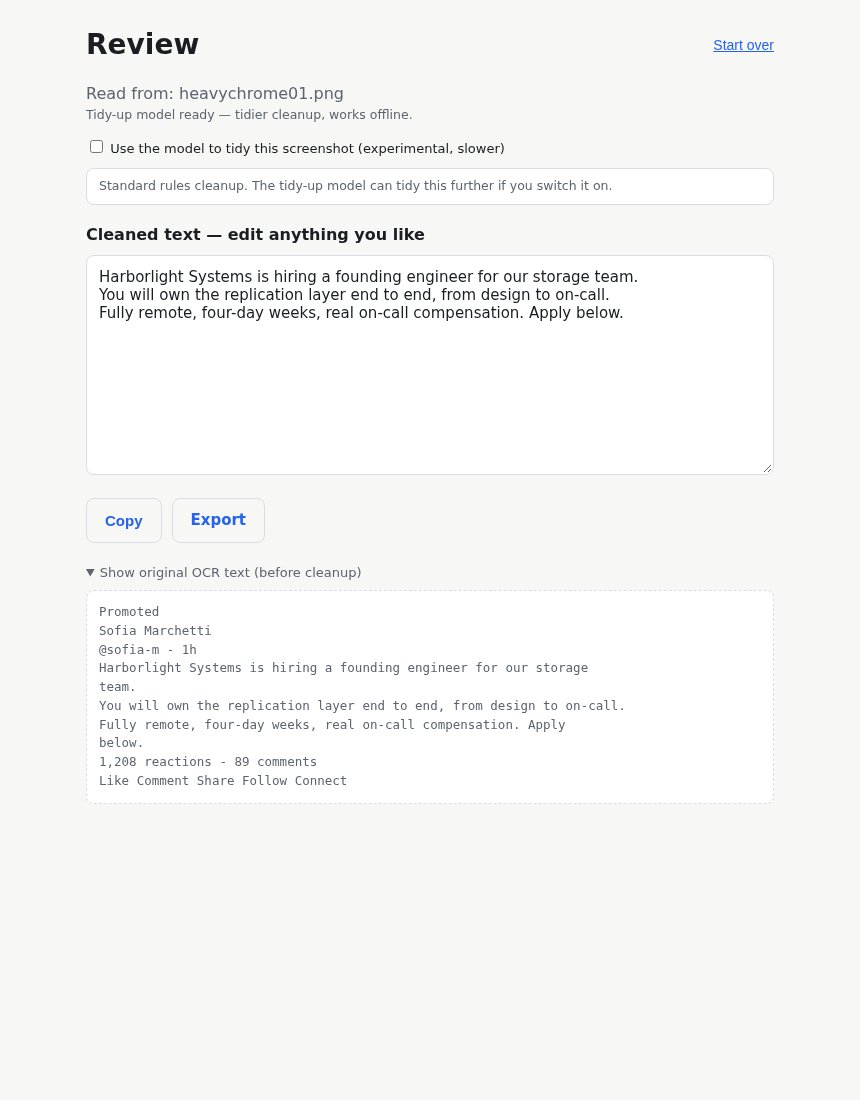 Review
Start over
Read from: heavychrome01.png
Tidy-up model ready — tidier cleanup, works offline.
Use the model to tidy this screenshot (experimental, slower)
Standard rules cleanup. The tidy-up model can tidy this further if you switch it on.
Cleaned text — edit anything you like
Harborlight Systems is hiring a founding engineer for our storage team.
You will own the replication layer end to end, from design to on-call.
Fully remote, four-day weeks, real on-call compensation. Apply below.
Copy
Export
▼ Show original OCR text (before cleanup)
Promoted
Sofia Marchetti
@sofia-m - 1h
Harborlight Systems is hiring a founding engineer for our storage
team.
You will own the replication layer end to end, from design to on-call.
Fully remote, four-day weeks, real on-call compensation. Apply
below.
1,208 reactions - 89 comments
Like Comment Share Follow Connect